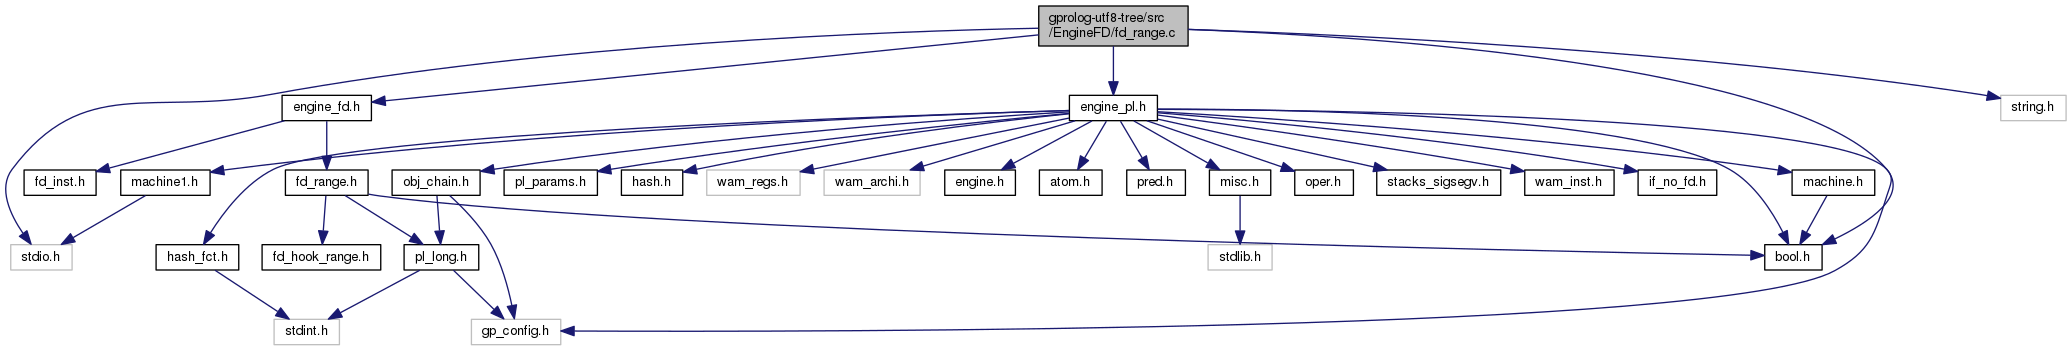 gprolog-utf8-tree/src
/EngineFD/fd_range.c
engine_fd.h
engine_pl.h
string.h
fd_inst.h
machine1.h
fd_range.h
obj_chain.h
pl_params.h
hash.h
wam_regs.h
wam_archi.h
engine.h
atom.h
pred.h
misc.h
oper.h
stacks_sigsegv.h
wam_inst.h
if_no_fd.h
machine.h
stdio.h
hash_fct.h
fd_hook_range.h
pl_long.h
stdlib.h
bool.h
stdint.h
gp_config.h